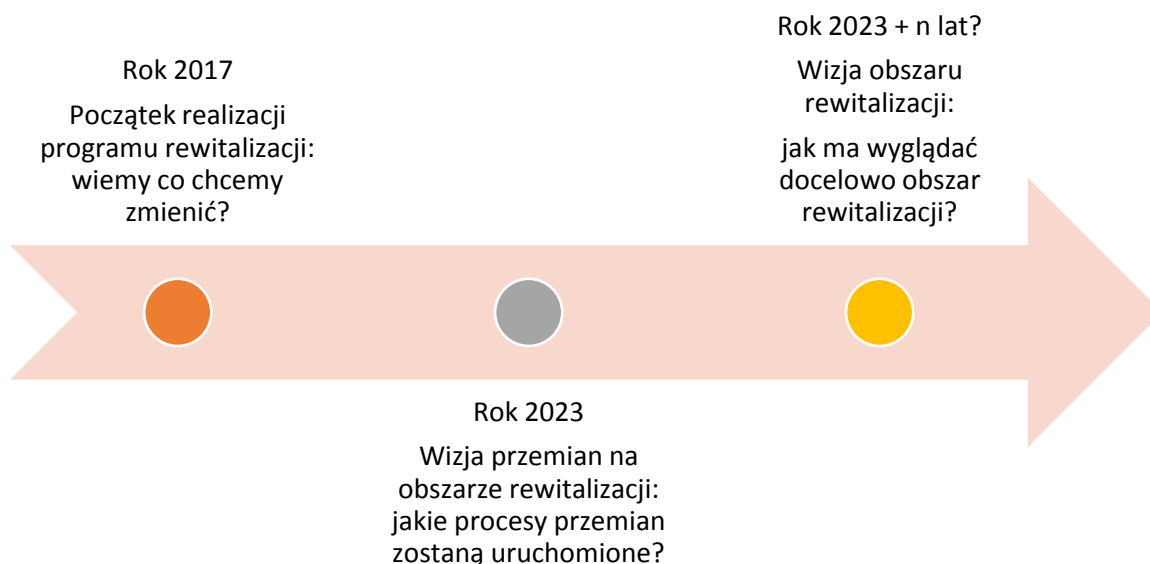 Rok 2017
Początek realizacji
programu rewitalizacji:
wiemy co chcemy
zmienić?
Rok 2023
Wizja przemian na
obszarze rewitalizacji:
jakie procesy przemian
zostaną uruchomione?
Rok 2023 + n lat?
Wizja obszaru
rewitalizacji:
jak ma wyglądać
docelowo obszar
rewitalizacji?